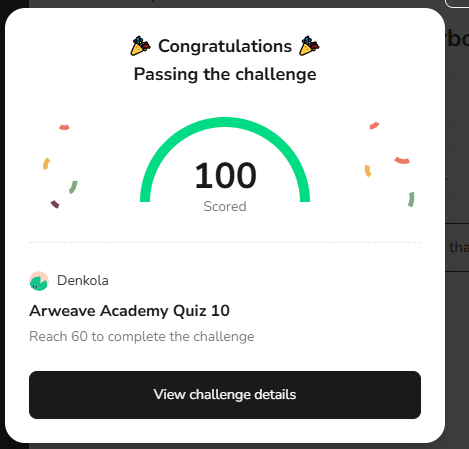 Congratulations
Passing the challenge
100
Scored
Denkola
Arweave Academy Quiz 10
Reach 60 to complete the challenge
View challenge details
tha